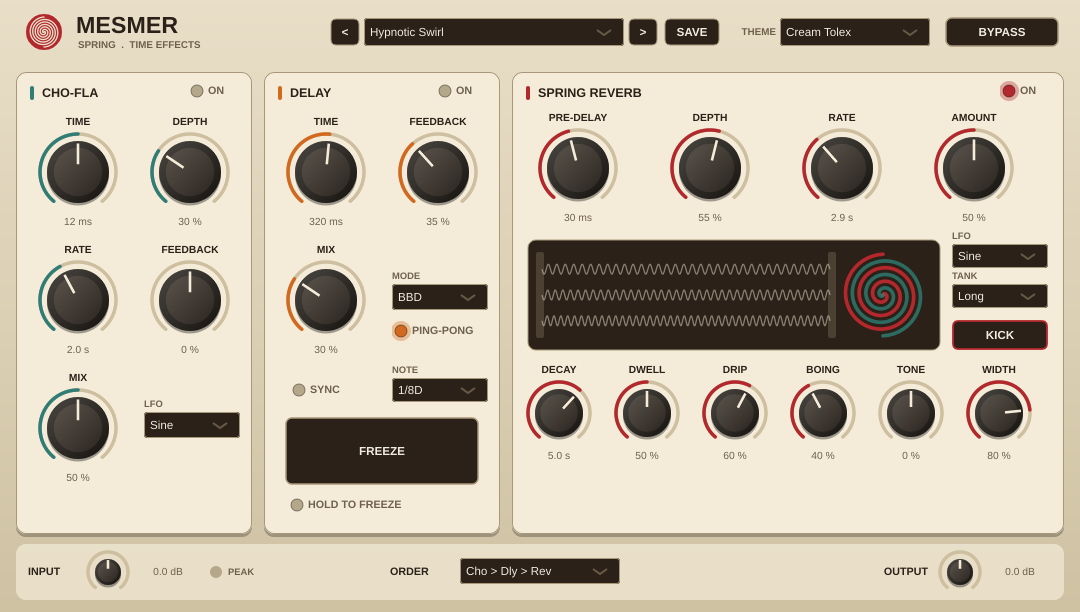 MESMER
SPRING . TIME EFFECTS
< Hypnotic Swirl > SAVE THEME Cream Tolex BYPASS
CHO-FLA ON
TIME DEPTH
12 ms 30 %
RATE FEEDBACK
2.0 s 0 %
MIX
LFO
Sine
50 %
DELAY ON
TIME FEEDBACK
320 ms 35 %
MIX
MODE
BBD
PING-PONG
30 %
NOTE
SYNC 1/8D
FREEZE
HOLD TO FREEZE
SPRING REVERB ON
PRE-DELAY DEPTH RATE AMOUNT
30 ms 55 % 2.9 s 50 %
LFO
Sine
TANK
Long
KICK
DECAY DWELL DRIP BOING TONE WIDTH
5.0 s 50 % 60 % 40 % 0 % 80 %
INPUT 0.0 dB PEAK ORDER Cho > Dly > Rev OUTPUT 0.0 dB